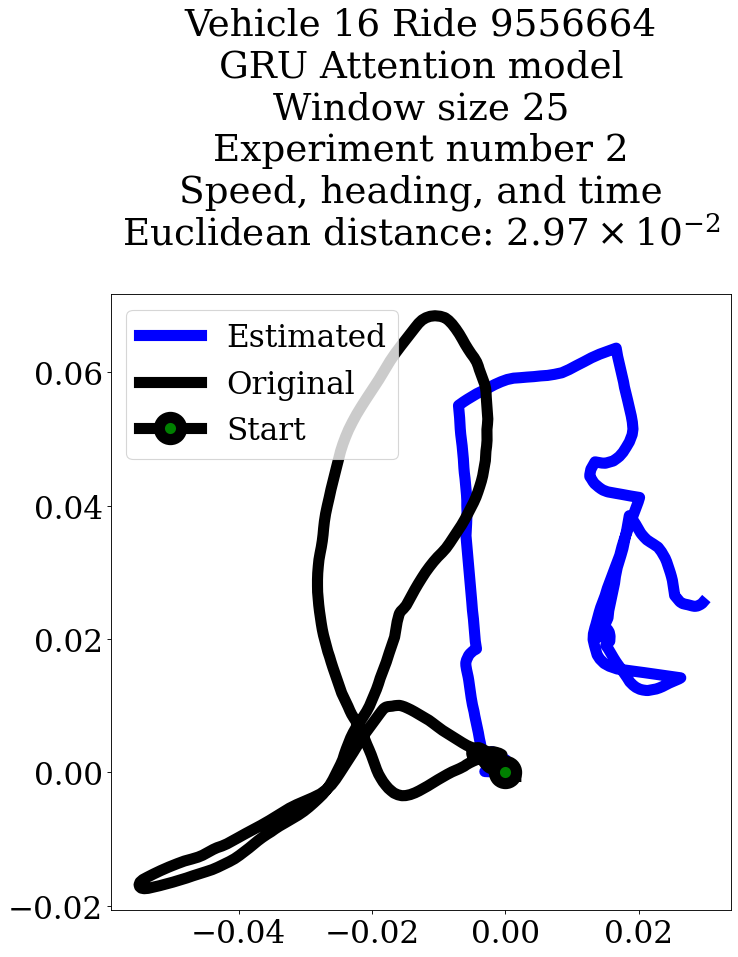 Vehicle 16 Ride 9556664
GRU Attention model
Window size 25
Experiment number 2
Speed, heading, and time
Euclidean distance: 2.97 × 10⁻²
Estimated
Original
Start
0.06
0.04
0.02
0.00
−0.02
−0.04
−0.02
0.00
0.02